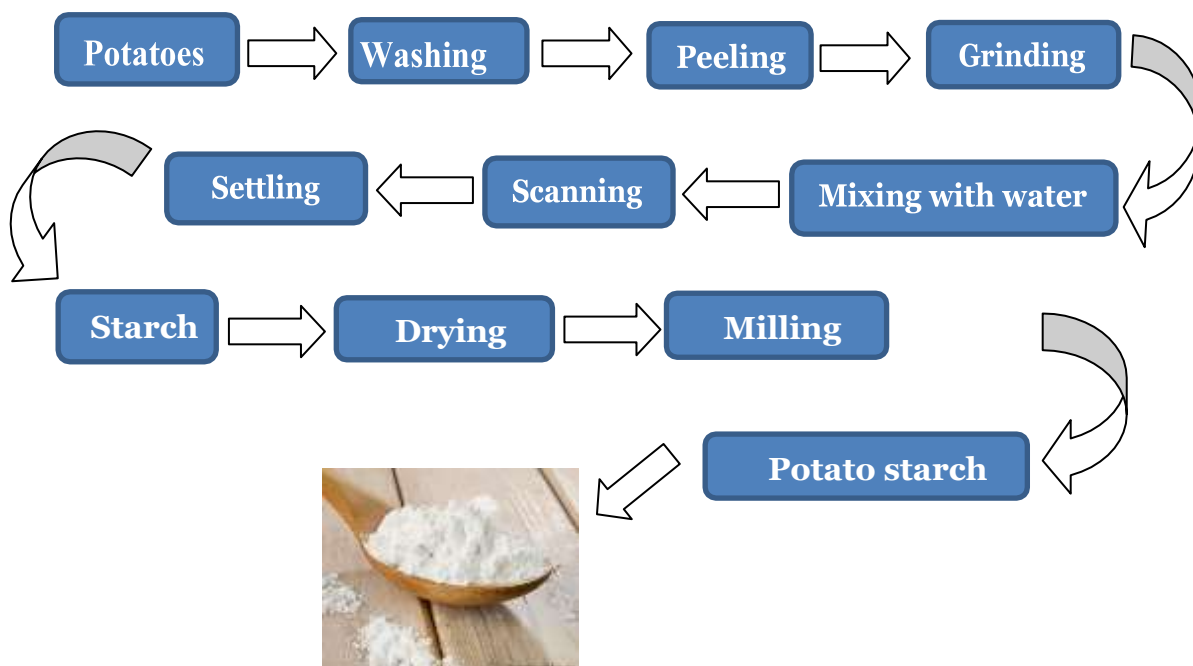 Potatoes
Washing
Peeling
Grinding
Mixing with water
Scanning
Settling
Starch
Drying
Milling
Potato starch